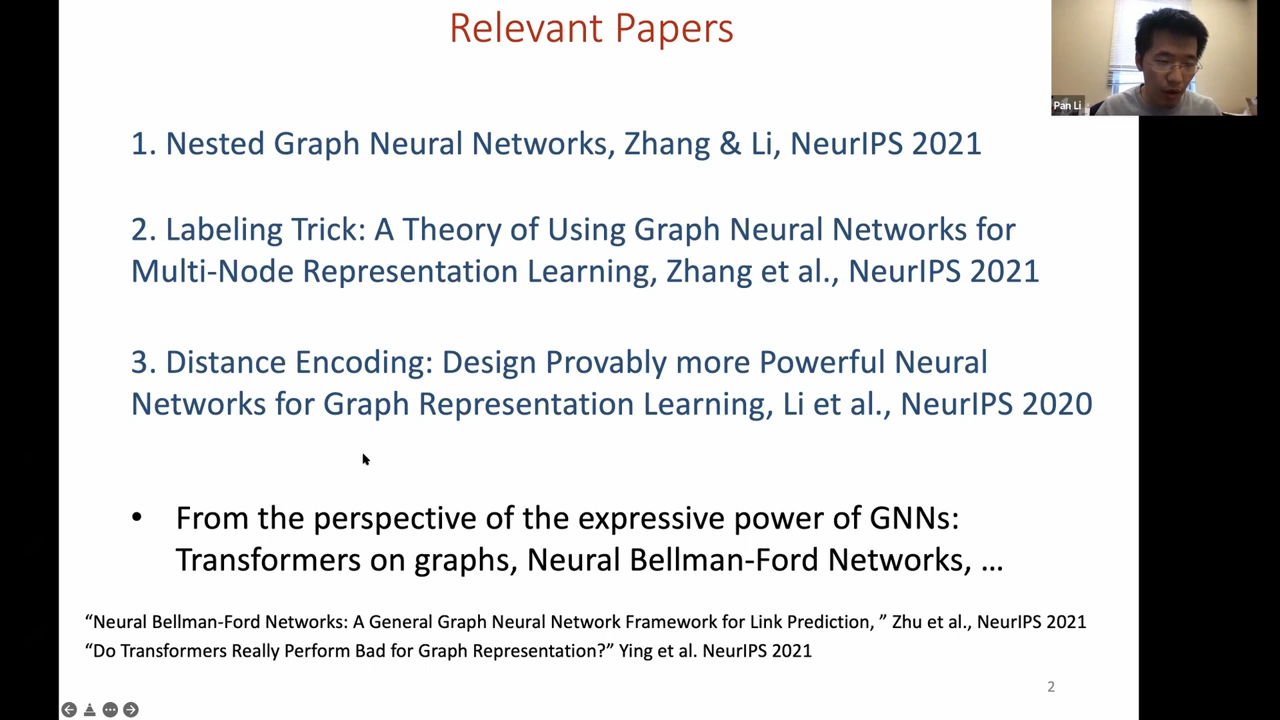 Relevant Papers
Pan Li
1. Nested Graph Neural Networks, Zhang & Li, NeurIPS 2021
2. Labeling Trick: A Theory of Using Graph Neural Networks for
Multi-Node Representation Learning, Zhang et al., NeurIPS 2021
3. Distance Encoding: Design Provably more Powerful Neural
Networks for Graph Representation Learning, Li et al., NeurIPS 2020
• From the perspective of the expressive power of GNNs:
Transformers on graphs, Neural Bellman-Ford Networks, …
“Neural Bellman-Ford Networks: A General Graph Neural Network Framework for Link Prediction, ” Zhu et al., NeurIPS 2021
“Do Transformers Really Perform Bad for Graph Representation?” Ying et al. NeurIPS 2021
2